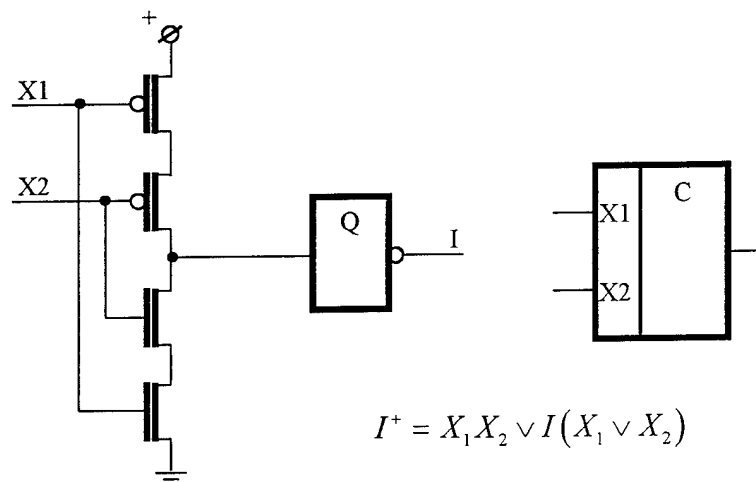 +
X1
X2
Q
I
C
X1
X2
I⁺ = X₁X₂ ∨ I(X₁ ∨ X₂)